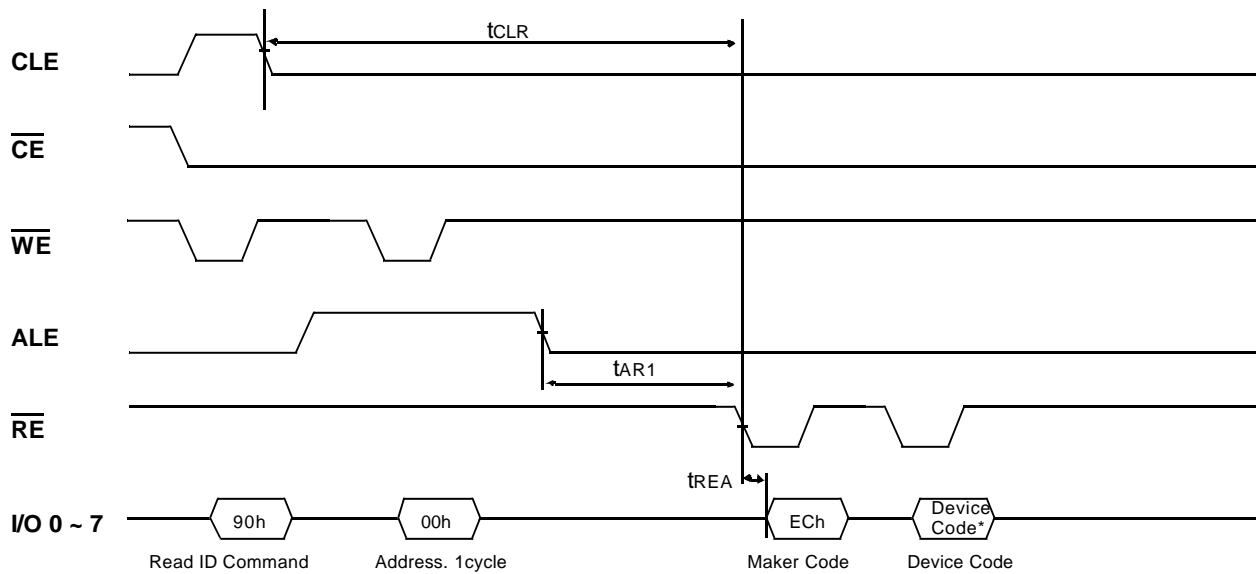 tCLR
CLE
CE
WE
ALE
tAR1
RE
tREA
I/O 0 ~ 7
90h
00h
ECh
Device
Code*
Read ID Command
Address. 1cycle
Maker Code
Device Code